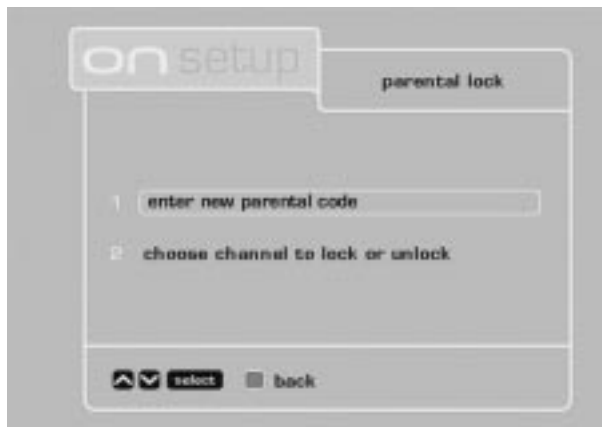 on setup
parental lock
1 enter new parental code
2 choose channel to lock or unlock
select back